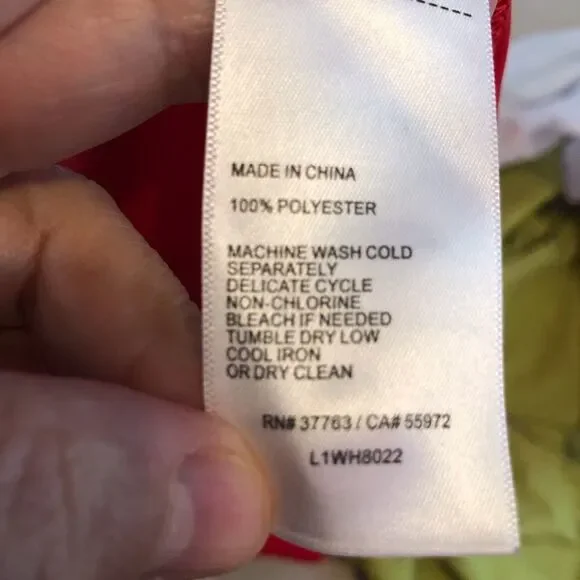 MADE IN CHINA
100% POLYESTER
MACHINE WASH COLD
SEPARATELY
DELICATE CYCLE
NON-CHLORINE
BLEACH IF NEEDED
TUMBLE DRY LOW
COOL IRON
OR DRY CLEAN
RN# 37763 / CA# 55972
L1WH8022